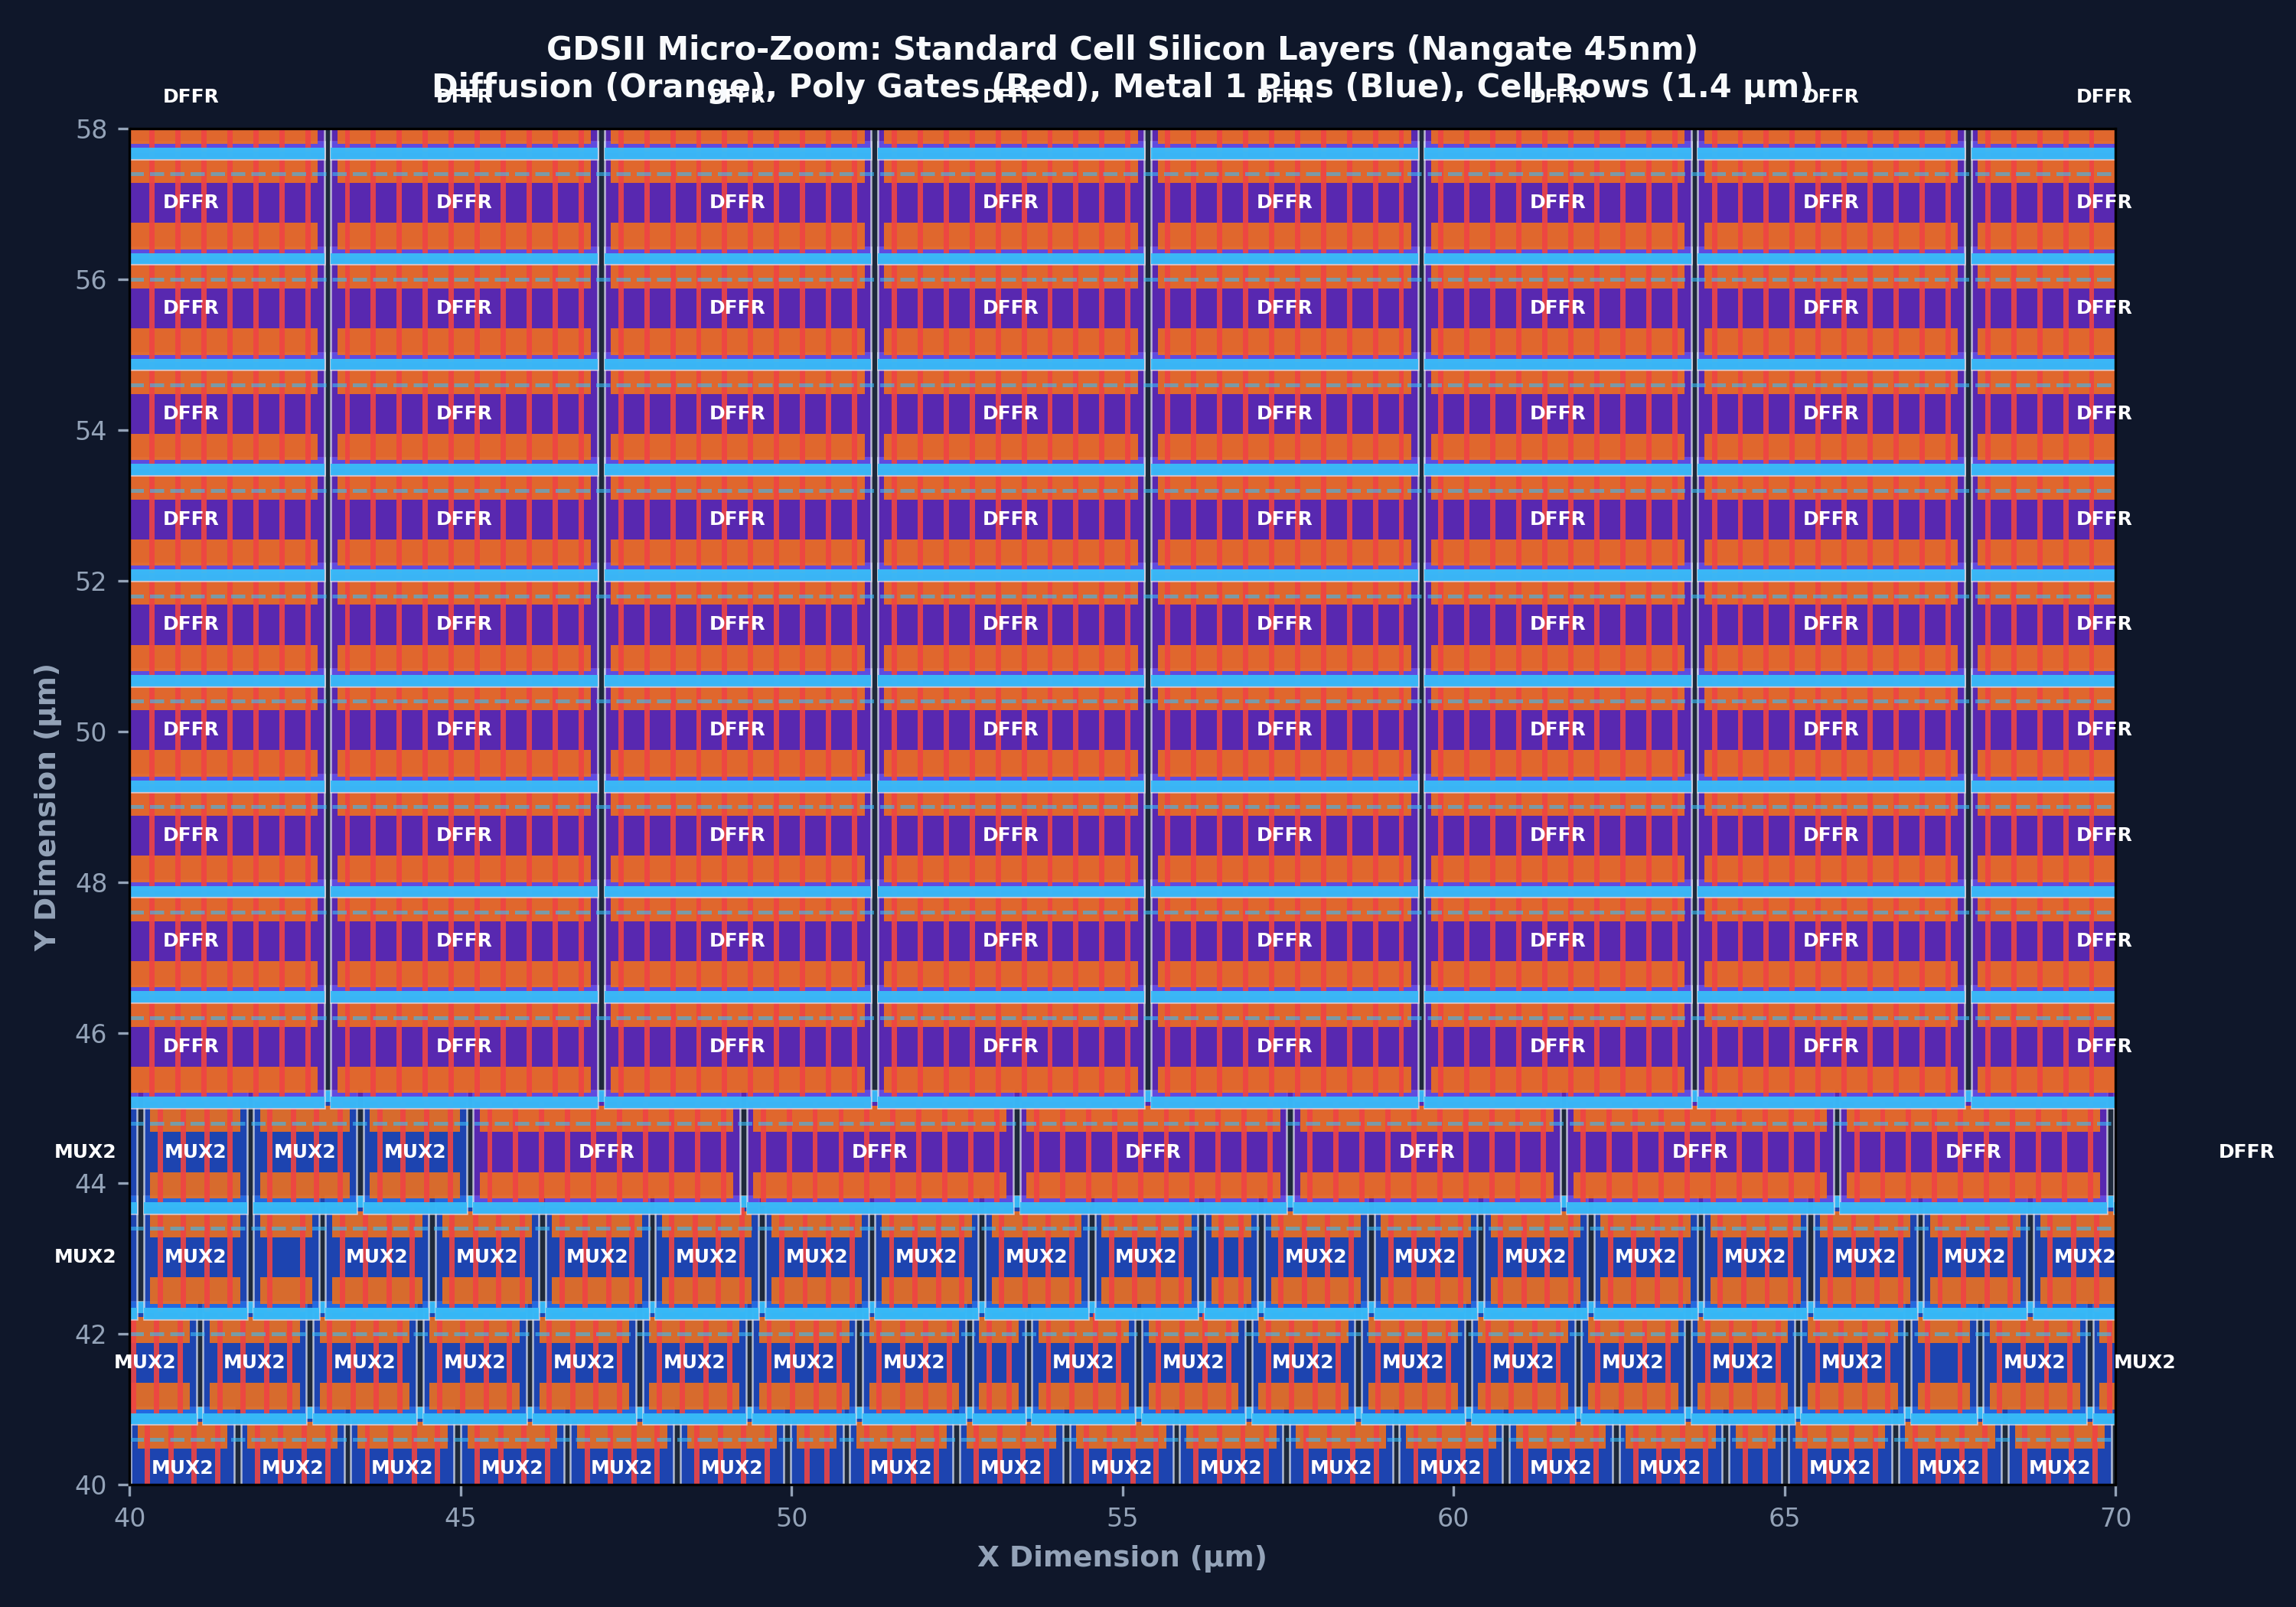 GDSII Micro-Zoom: Standard Cell Silicon Layers (Nangate 45nm)
Diffusion (Orange), Poly Gates (Red), Metal 1 Pins (Blue), Cell Rows (1.4 µm)
DFFR DFFR DFFR DFFR DFFR DFFR DFFR DFFR
58
DFFR DFFR DFFR DFFR DFFR DFFR DFFR DFFR
56
DFFR DFFR DFFR DFFR DFFR DFFR DFFR DFFR
54
DFFR DFFR DFFR DFFR DFFR DFFR DFFR DFFR
DFFR DFFR DFFR DFFR DFFR DFFR DFFR DFFR
52
DFFR DFFR DFFR DFFR DFFR DFFR DFFR DFFR
50
DFFR DFFR DFFR DFFR DFFR DFFR DFFR DFFR
DFFR DFFR DFFR DFFR DFFR DFFR DFFR DFFR
48
DFFR DFFR DFFR DFFR DFFR DFFR DFFR DFFR
46
DFFR DFFR DFFR DFFR DFFR DFFR DFFR DFFR
MUX2 MUX2 MUX2 MUX2 DFFR DFFR DFFR DFFR DFFR DFFR DFFR
44
MUX2 MUX2 MUX2 MUX2 MUX2 MUX2 MUX2 MUX2 MUX2 MUX2 MUX2 MUX2 MUX2 MUX2 MUX2 MUX2 MUX2 MUX2
42
MUX2 MUX2 MUX2 MUX2 MUX2 MUX2 MUX2 MUX2 MUX2 MUX2 MUX2 MUX2 MUX2 MUX2 MUX2 MUX2 MUX2 MUX2
MUX2 MUX2 MUX2 MUX2 MUX2 MUX2 MUX2 MUX2 MUX2 MUX2 MUX2 MUX2 MUX2 MUX2 MUX2 MUX2 MUX2
40
40 45 50 55 60 65 70
X Dimension (µm)
Y Dimension (µm)